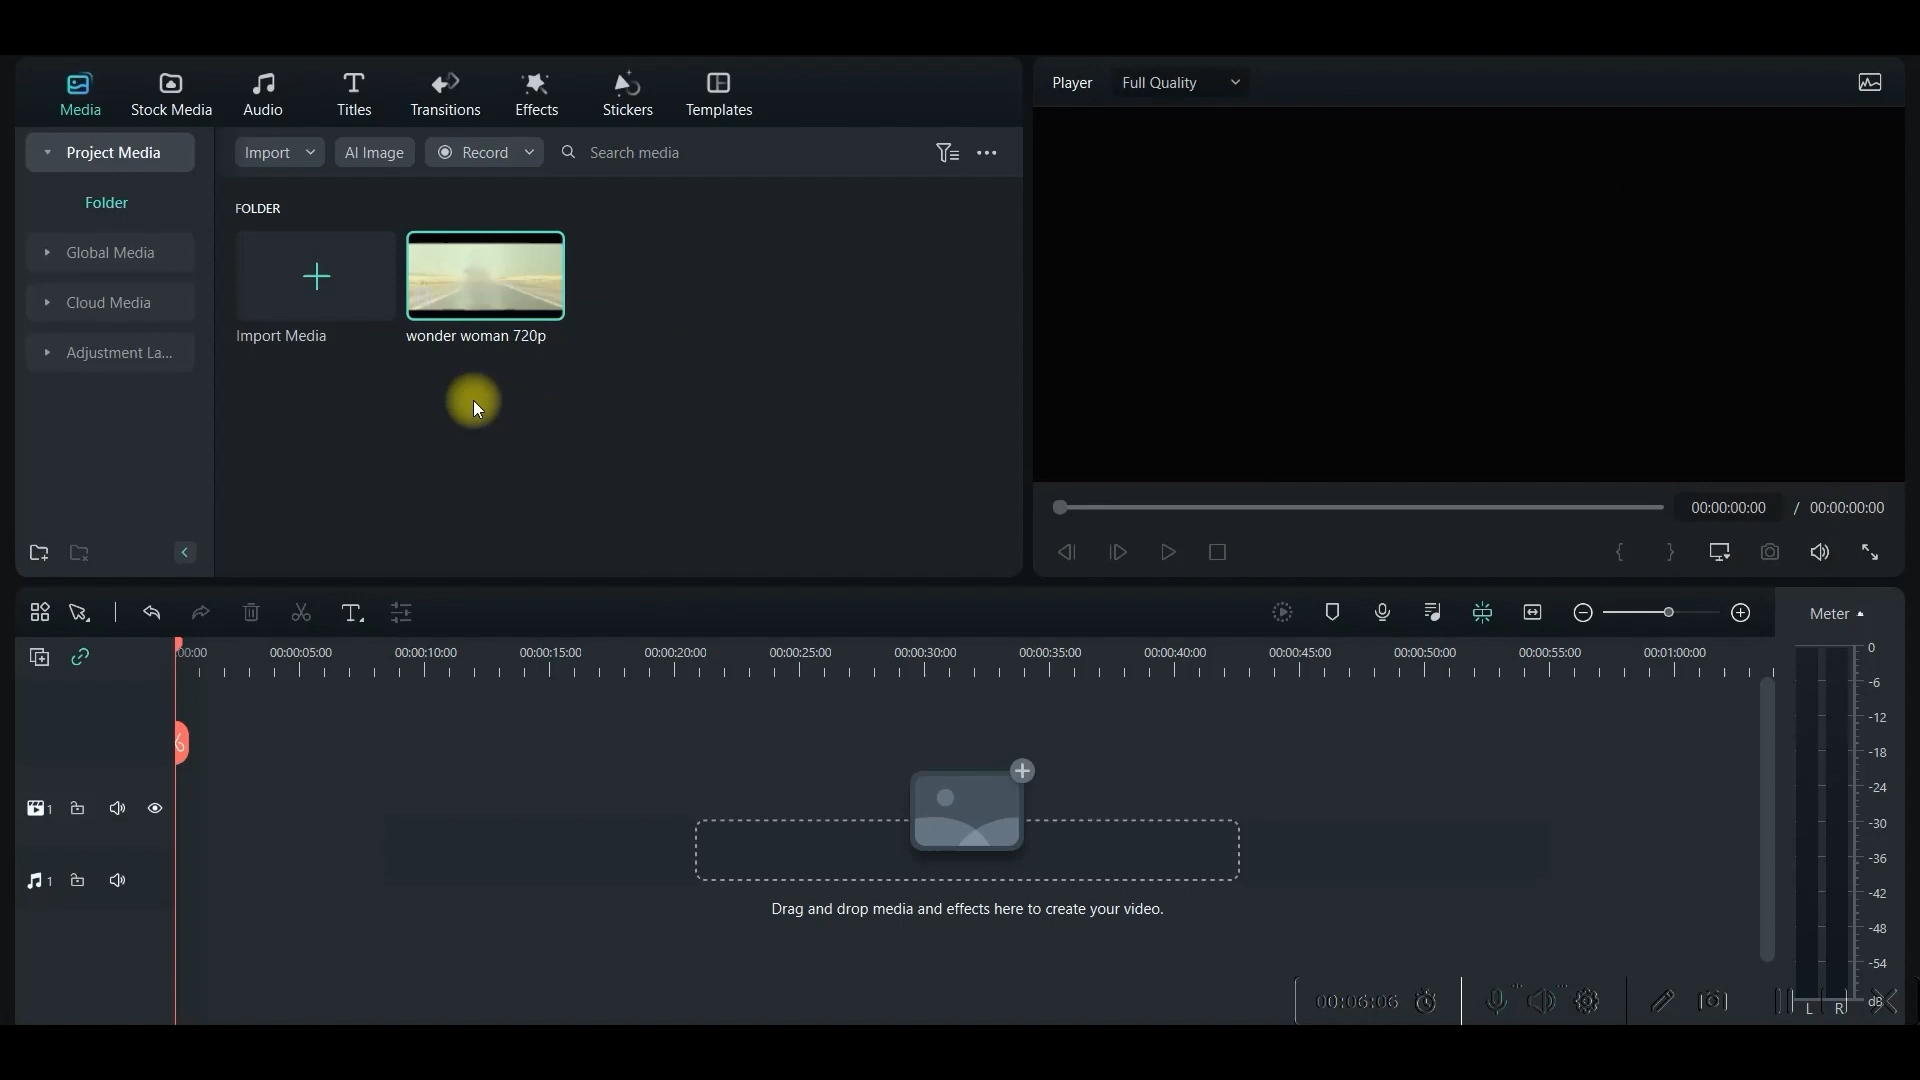 Media
Stock Media
Audio
Titles
Transitions
Effects
Stickers
Templates
Player
Full Quality
Project Media
Import
AI Image
Record
Search media
Folder
FOLDER
Global Media
Cloud Media
Adjustment La...
Import Media
wonder woman 720p
00:00:00:00 / 00:00:00:00
Meter
:00:00
00:00:05:00
00:00:10:00
00:00:15:00
00:00:20:00
00:00:25:00
00:00:30:00
00:00:35:00
00:00:40:00
00:00:45:00
00:00:50:00
00:00:55:00
00:01:00:00
0
-6
-12
-18
-24
-30
-36
-42
-48
-54
dB
1
1
Drag and drop media and effects here to create your video.
00:06:06
L
R